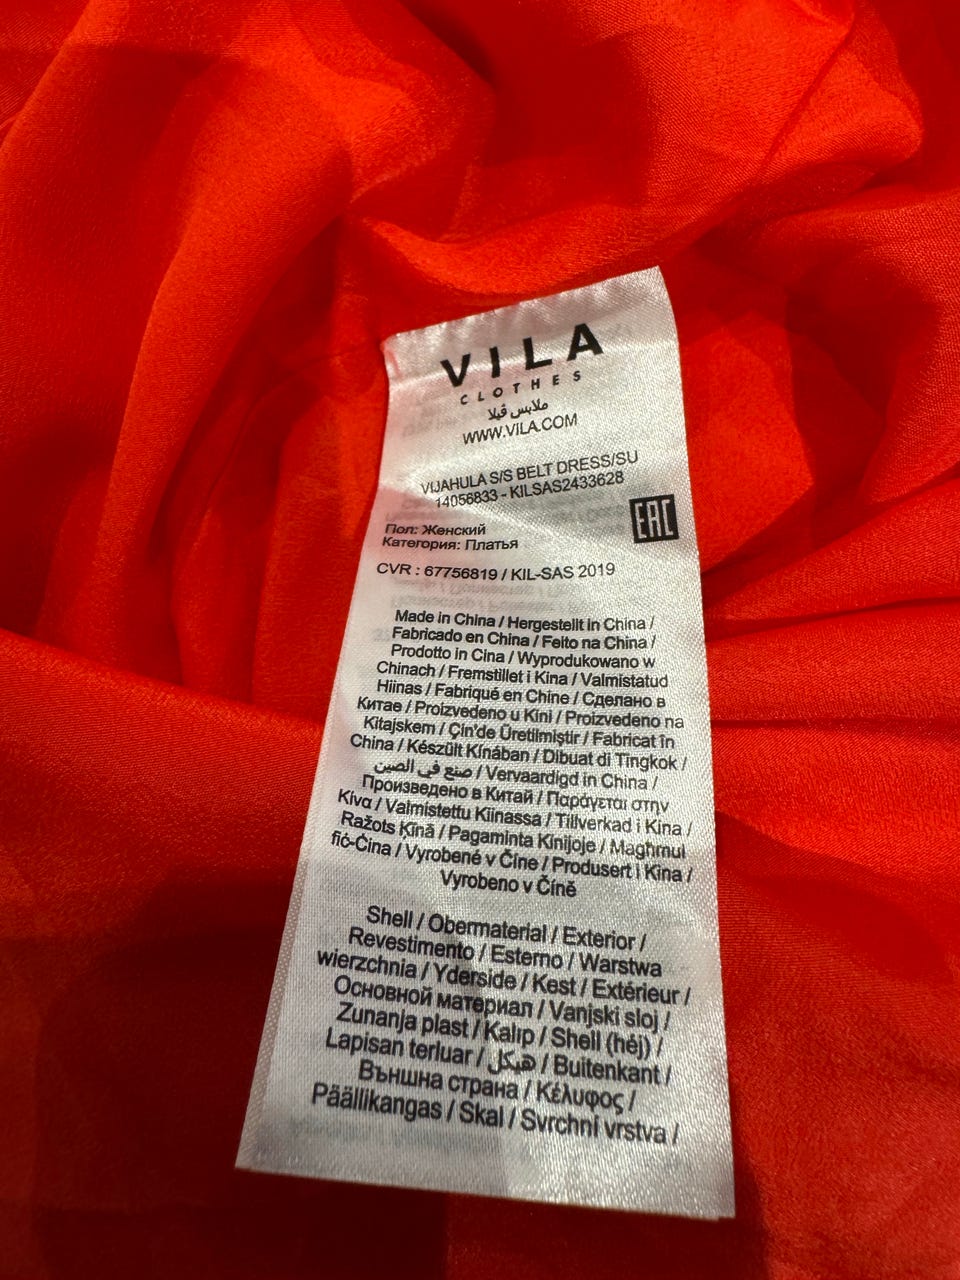 VILA
CLOTHES
ملابس ڤيلا
WWW.VILA.COM
VIJAHULA S/S BELT DRESS/SU
14056833 - KILSAS2433628
EAC
Пол: Женский
Категория: Платья
CVR : 67756819 / KIL-SAS 2019
Made in China / Hergestellt in China /
Fabricado en China / Feito na China /
Prodotto in Cina / Wyprodukowano w
Chinach / Fremstillet i Kina / Valmistatud
Hiinas / Fabriqué en Chine / Сделано в
Китае / Proizvedeno u Kini / Proizvedeno na
Kitajskem / Çin'de Üretilmiştir / Fabricat în
China / Készült Kínában / Dibuat di Tingkok /
صنع في الصين / Vervaardigd in China /
Произведено в Китай / Παράγεται στην
Κίνα / Valmistettu Kiinassa / Tillverkad i Kina /
Ražots Ķīnā / Pagaminta Kinijoje / Magħmul
fiċ-Ċina / Vyrobené v Číne / Produsert i Kina /
Vyrobeno v Číně
Shell / Obermaterial / Exterior /
Revestimento / Esterno / Warstwa
wierzchnia / Yderside / Kest / Extérieur /
Основной материал / Vanjski sloj /
Zunanja plast / Kalıp / Shell (héj) /
Lapisan terluar / هيكل / Buitenkant /
Външна страна / Κέλυφος /
Päällikangas / Skal / Svrchní vrstva /